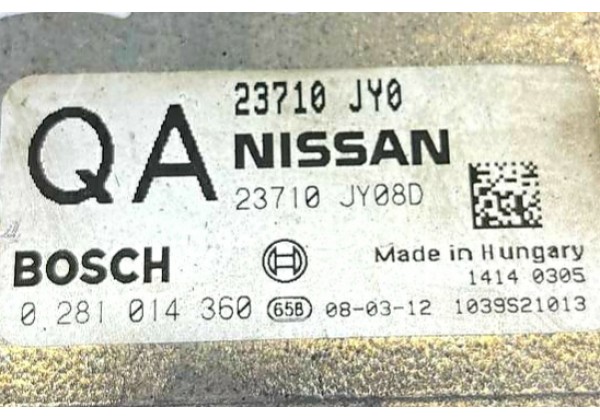 QA
23710 JY0
NISSAN
23710 JY08D
BOSCH
Made in Hungary
1414 0305
0 281 014 360 65B 08-03-12 1039S21013